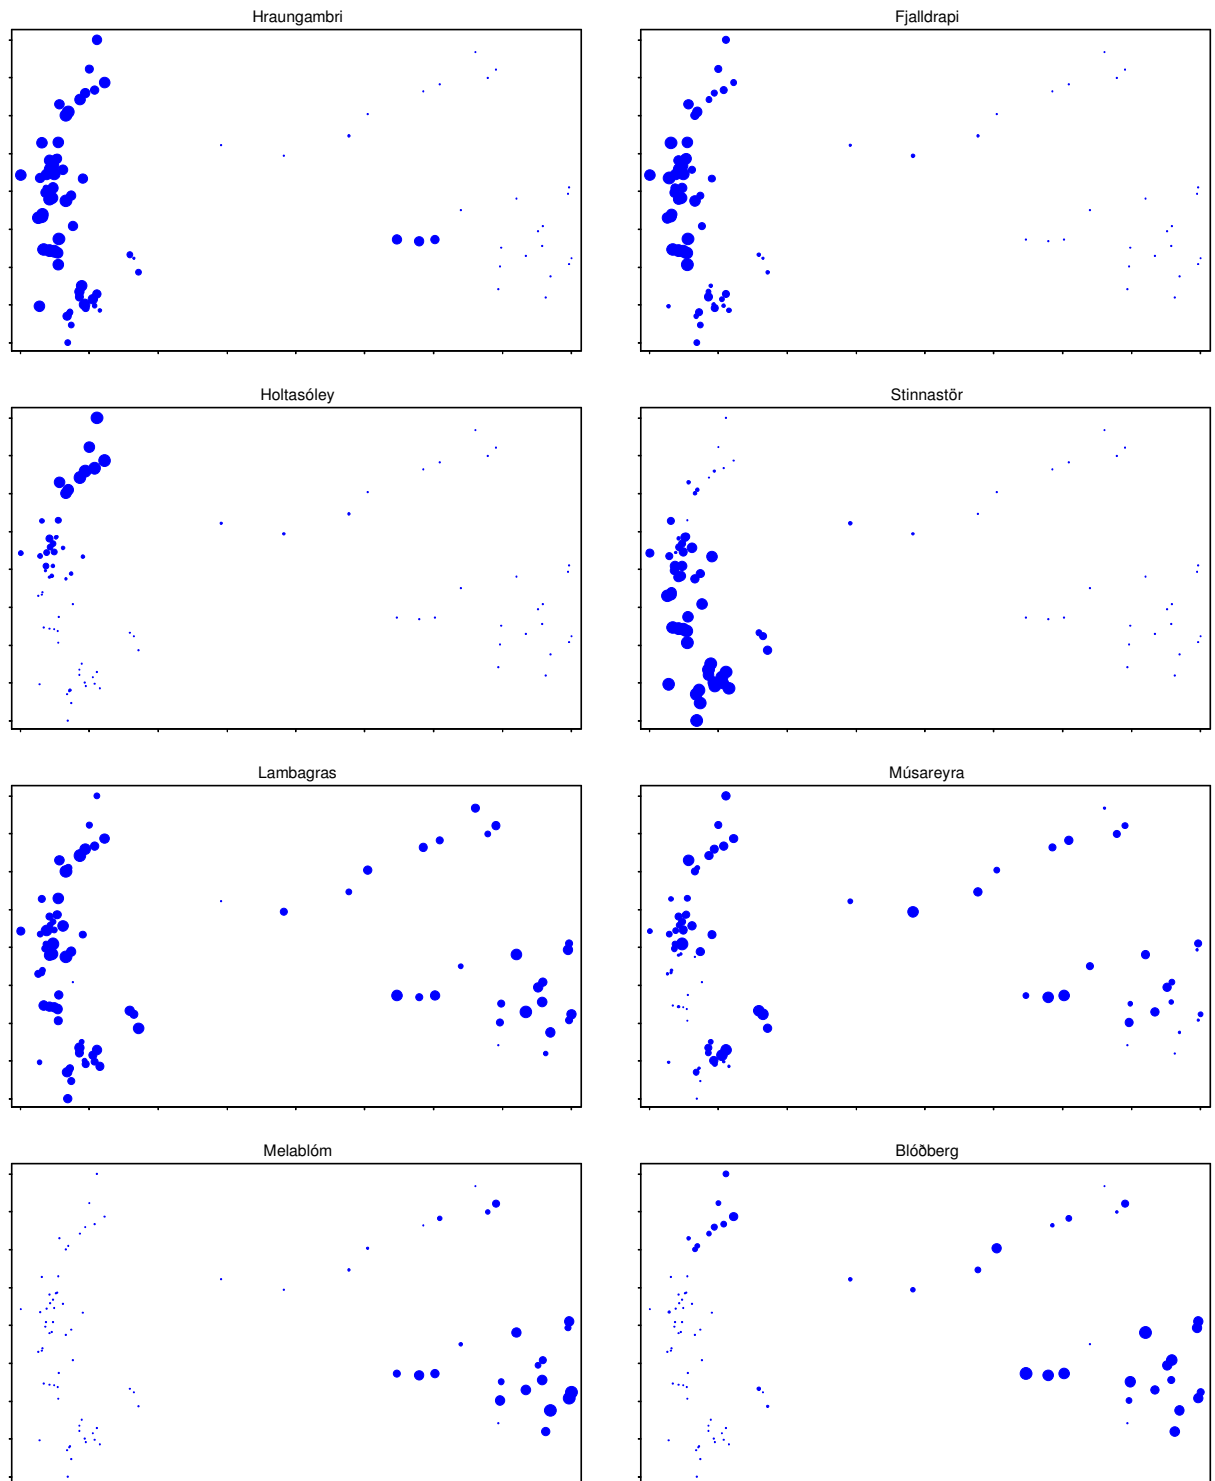 Hraungambri
Fjalldrapi
Holtasóley
Stinnastör
Lambagras
Músareyra
Melablóm
Blóðberg